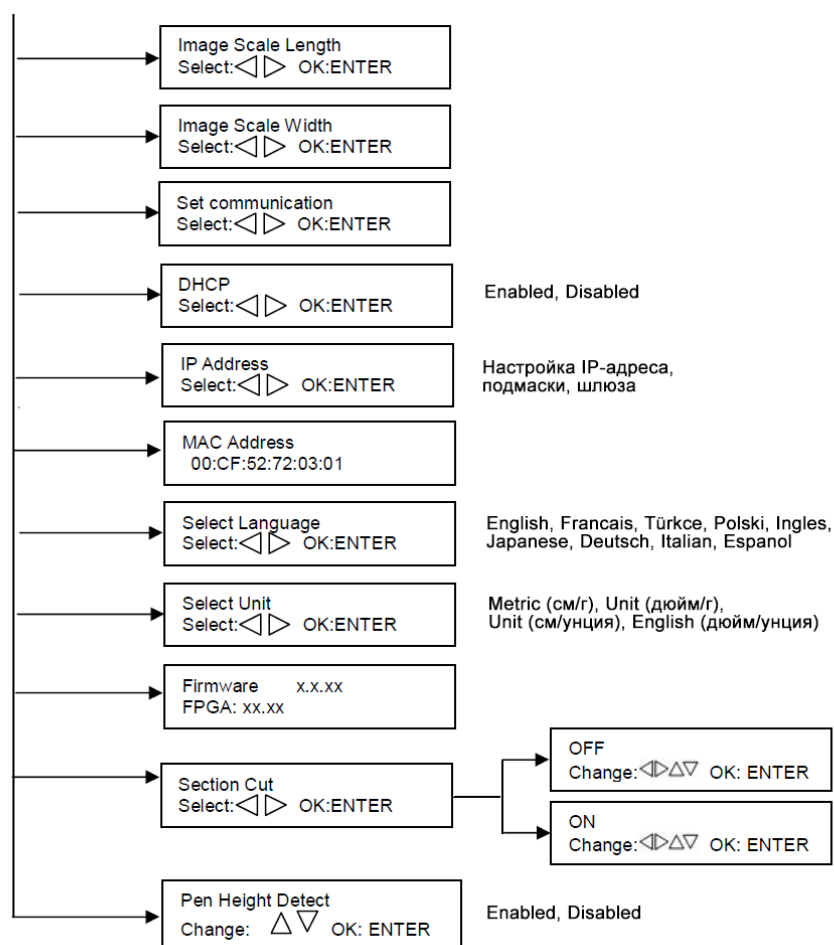 Image Scale Length
Select:◁ ▷ OK:ENTER
Image Scale Width
Select:◁ ▷ OK:ENTER
Set communication
Select:◁ ▷ OK:ENTER
DHCP
Select:◁ ▷ OK:ENTER
Enabled, Disabled
IP Address
Select:◁ ▷ OK:ENTER
Настройка IP-адреса,
подмаски, шлюза
MAC Address
00:CF:52:72:03:01
Select Language
Select:◁ ▷ OK:ENTER
English, Francais, Türkce, Polski, Ingles,
Japanese, Deutsch, Italian, Espanol
Select Unit
Select:◁ ▷ OK:ENTER
Metric (см/г), Unit (дюйм/г),
Unit (см/унция), English (дюйм/унция)
Firmware x.x.xx
FPGA: xx.xx
Section Cut
Select:◁ ▷ OK:ENTER
OFF
Change:◁▷△▽ OK: ENTER
ON
Change:◁▷△▽ OK: ENTER
Pen Height Detect
Change: △ ▽ OK: ENTER
Enabled, Disabled